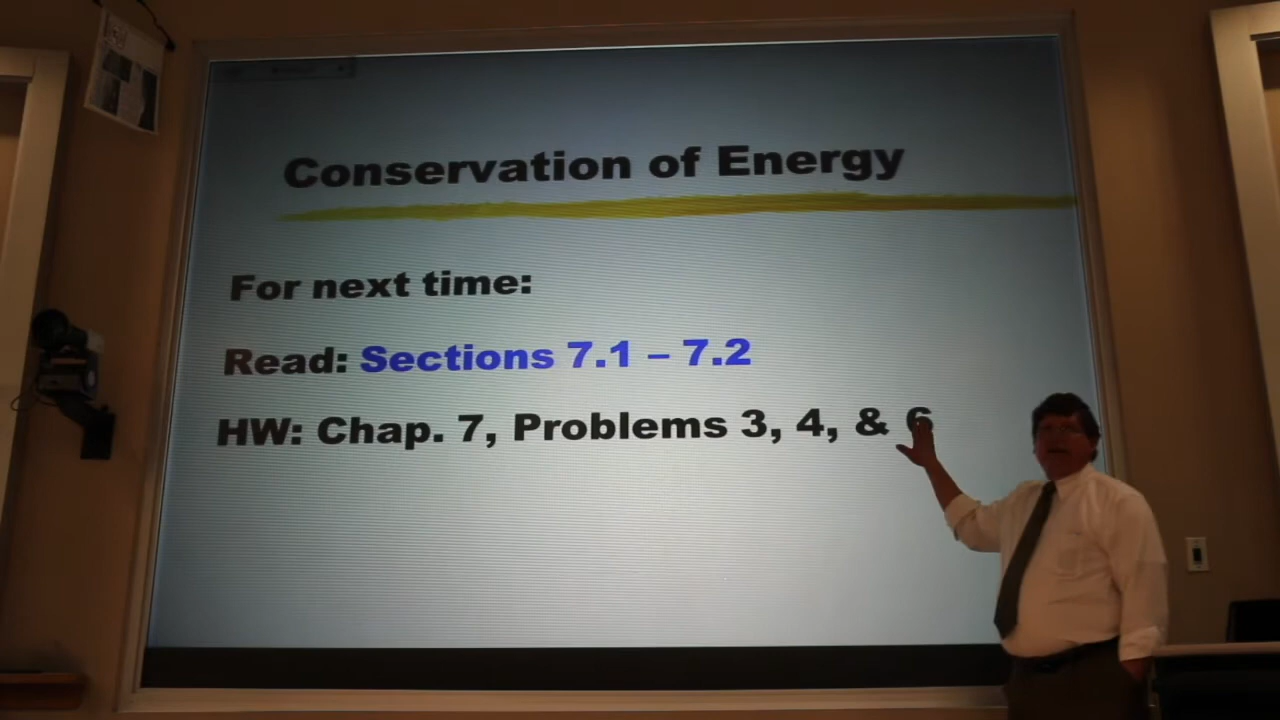 Conservation of Energy
For next time:
Read: Sections 7.1 – 7.2
HW: Chap. 7, Problems 3, 4, & 6